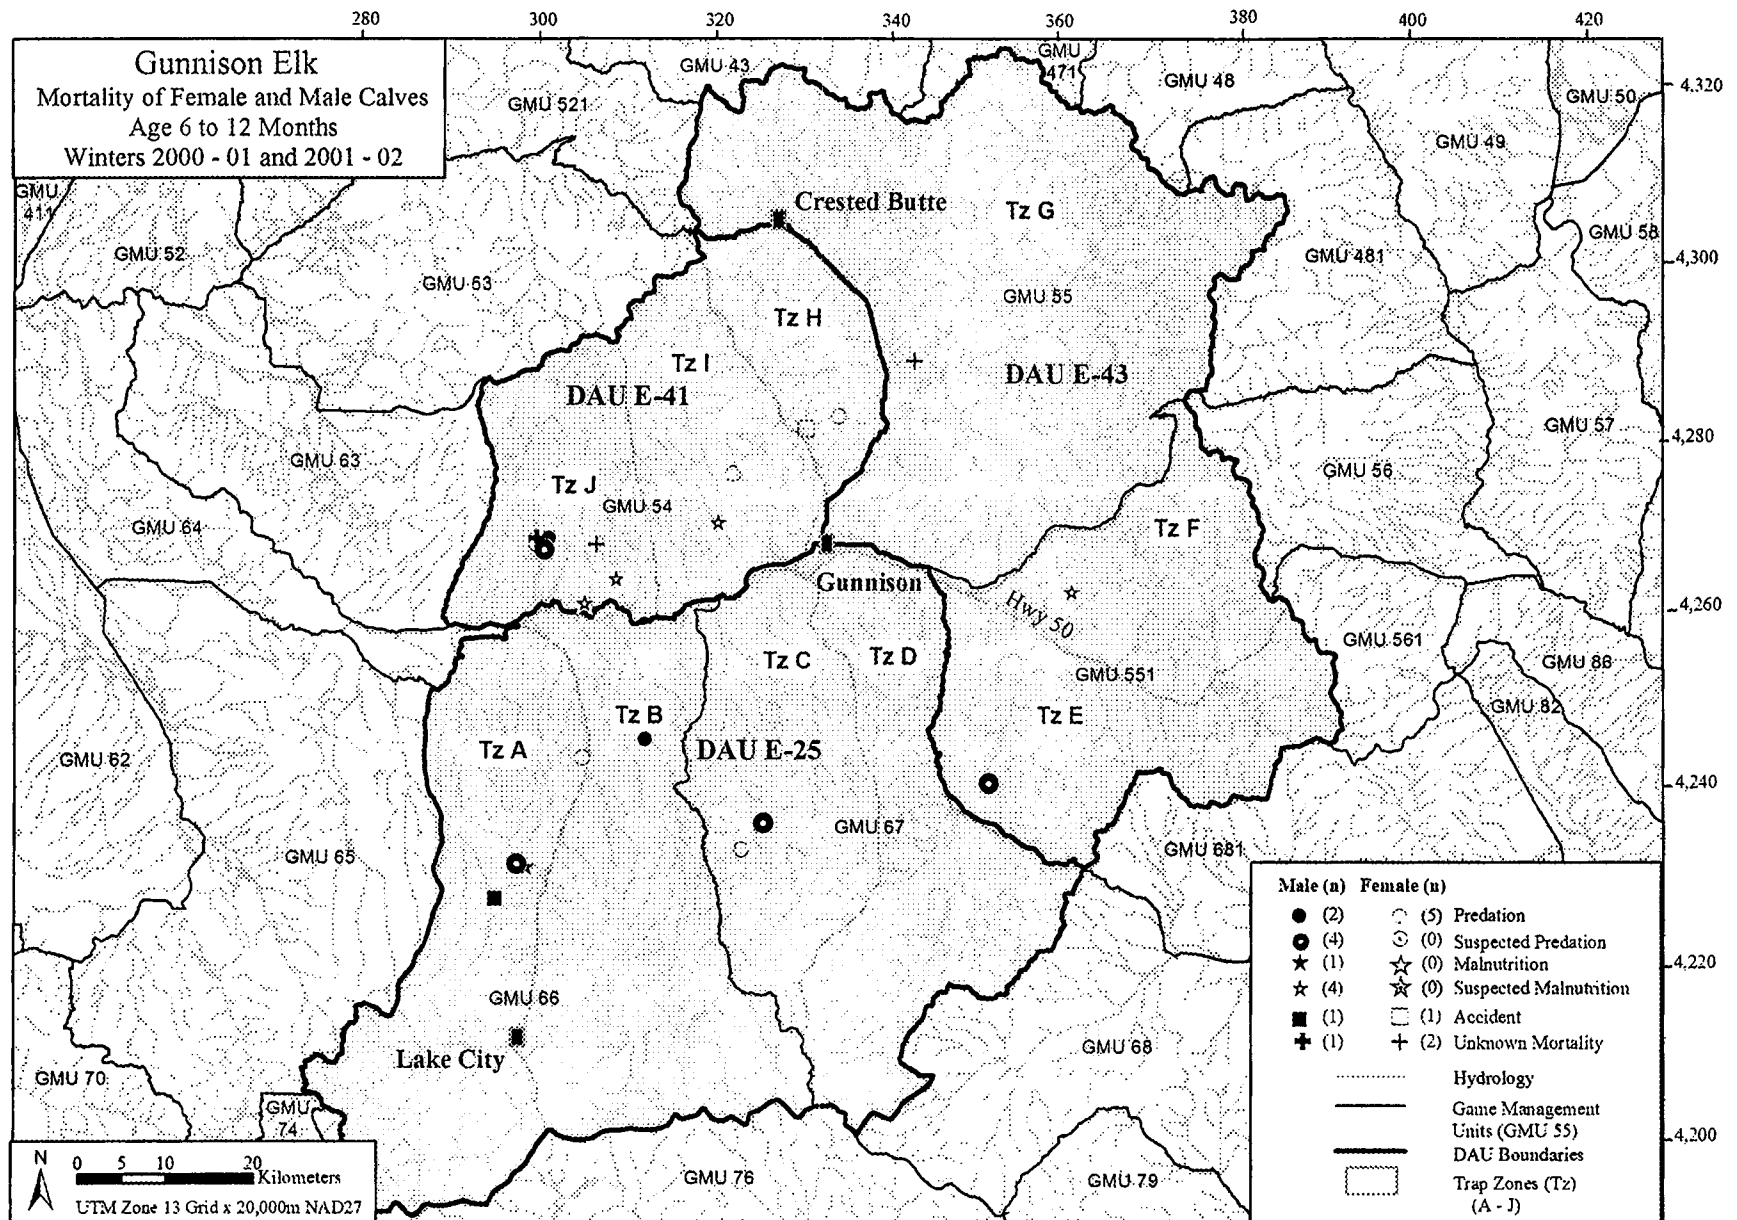 280 300 320 340 360 380 400 420
Gunnison Elk
Mortality of Female and Male Calves
Age 6 to 12 Months
Winters 2000 - 01 and 2001 - 02
GMU 43
GMU
471
GMU 48
GMU 50
4,320
GMU 521
GMU 49
GMU
411
Crested Butte
Tz G
GMU 52
GMU 53
GMU 481
GMU 58
4,300
GMU 55
Tz H
Tz I
DAU E-41
DAU E-43
GMU 57
4,280
GMU 63
GMU 56
Tz J
GMU 54
GMU 64
Tz F
Gunnison
Hwy 50
4,260
Tz C
Tz D
GMU 561
GMU 86
GMU 551
GMU 82
Tz B
Tz E
Tz A
DAU E-25
GMU 62
4,240
GMU 67
GMU 65
GMU 681
GMU 66
Lake City
4,220
GMU 68
GMU 70
GMU
74
GMU 76
GMU 79
4,200
Male (n) Female (n)
(2) (5) Predation
(4) (0) Suspected Predation
(1) (0) Malnutrition
(4) (0) Suspected Malnutrition
(1) (1) Accident
(1) (2) Unknown Mortality
Hydrology
Game Management
Units (GMU 55)
DAU Boundaries
Trap Zones (Tz)
(A - J)
N
0 5 10 20
Kilometers
UTM Zone 13 Grid x 20,000m NAD27